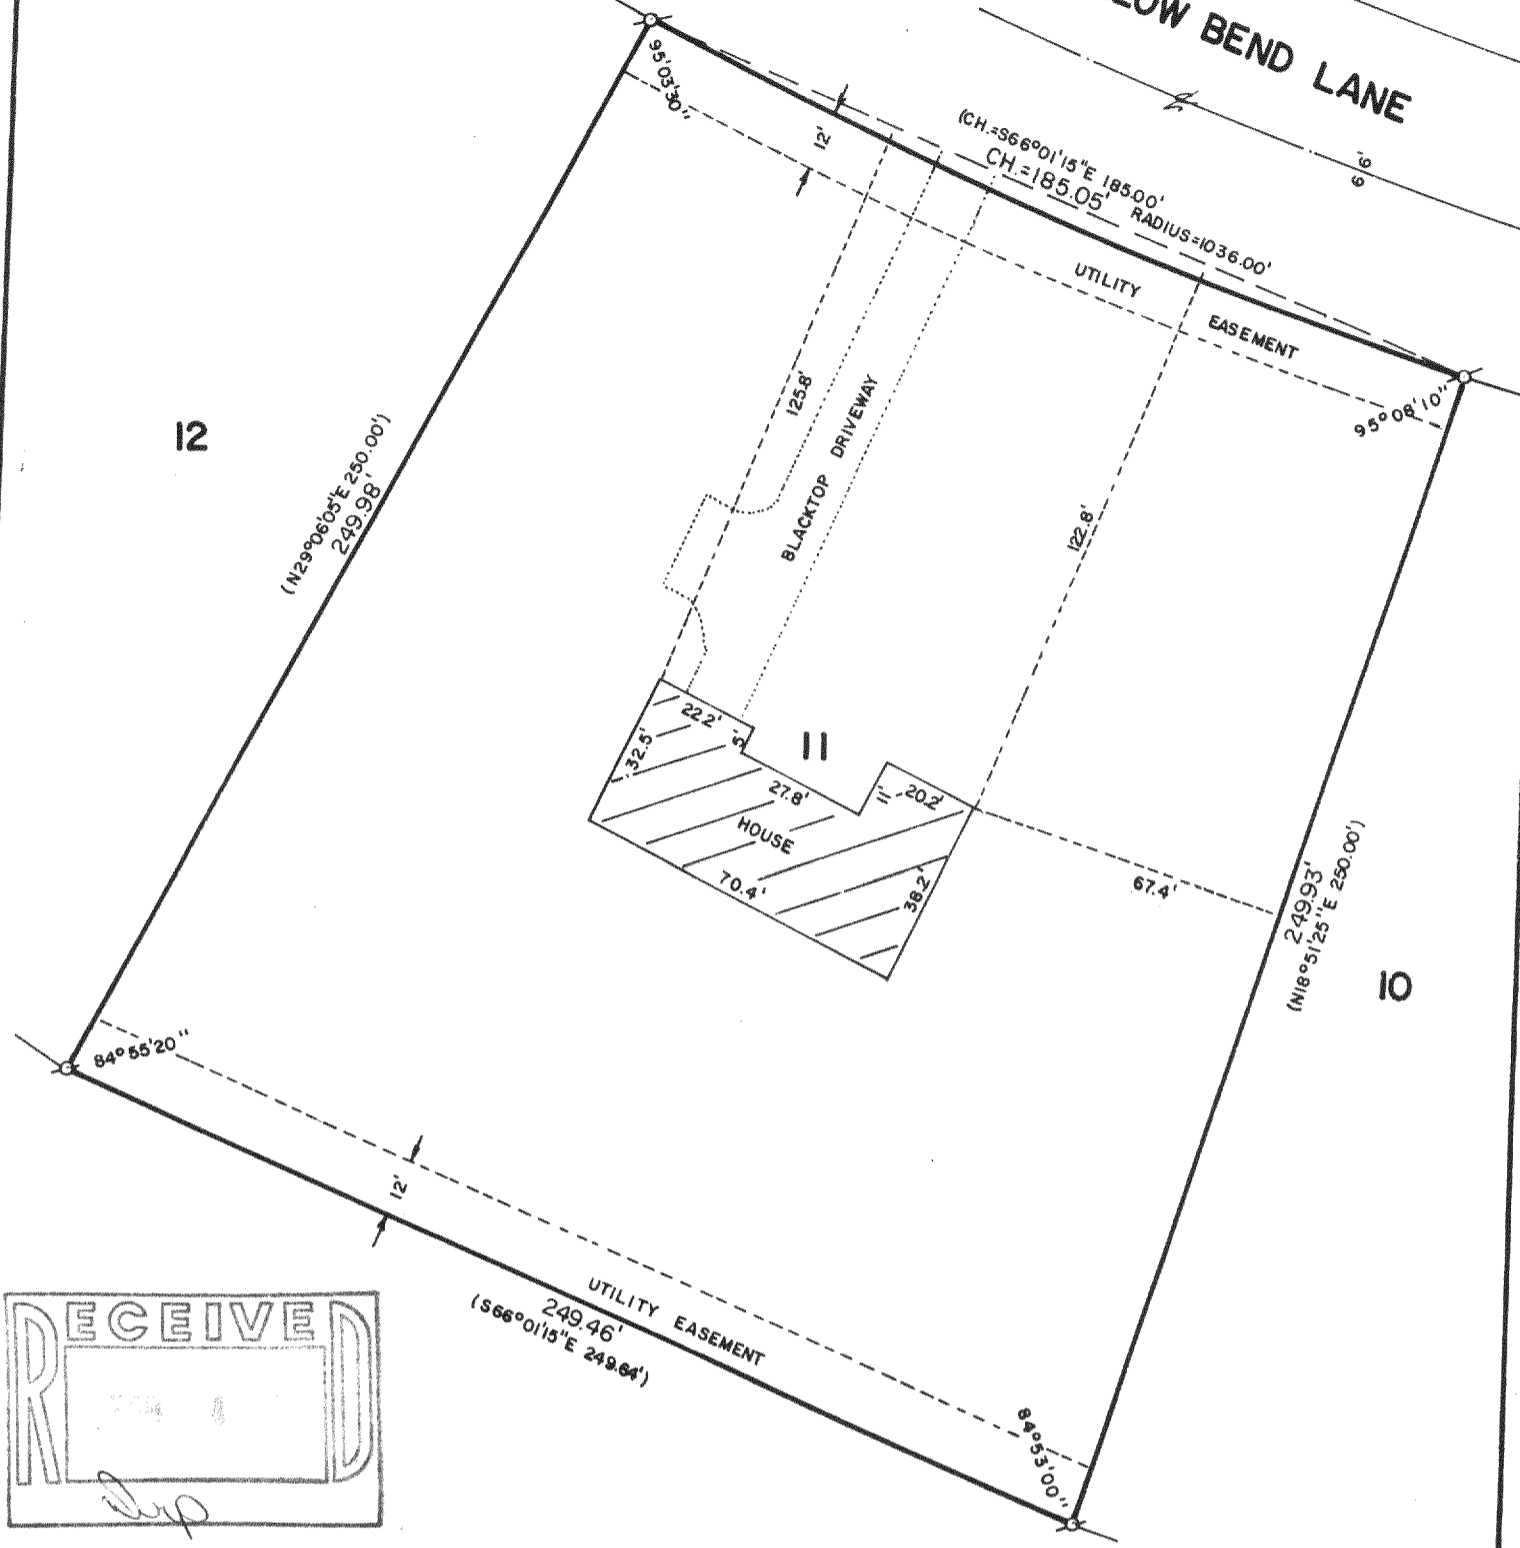 BEND LANE
66'
(CH.=S66°01'15"E 185.00'
CH.=185.05'
RADIUS=1036.00'
95°03'30"
12'
UTILITY EASEMENT
95°08'10"
12
(N29°06'05"E 250.00')
249.98'
125.8'
BLACKTOP DRIVEWAY
122.8'
22.2'
5'
11
32.5'
27.8'
11'
20.2'
HOUSE
70.4'
38.2'
67.4'
249.93'
(N18°51'25"E 250.00')
10
84°55'20"
12'
UTILITY EASEMENT
249.46'
(S66°01'15"E 249.64')
84°53'00"
RECEIVED